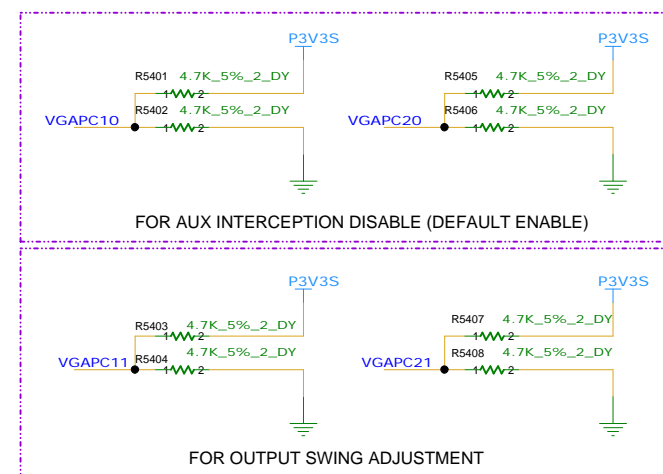 P3V3S P3V3S
R5401 4.7K_5%_2_DY R5405 4.7K_5%_2_DY
1 2 1 2
R5402 4.7K_5%_2_DY R5406 4.7K_5%_2_DY
VGAPC10 1 2 VGAPC20 1 2
FOR AUX INTERCEPTION DISABLE (DEFAULT ENABLE)
P3V3S P3V3S
R5403 4.7K_5%_2_DY R5407 4.7K_5%_2_DY
1 2 1 2
R5404 4.7K_5%_2_DY R5408 4.7K_5%_2_DY
VGAPC11 1 2 VGAPC21 1 2
FOR OUTPUT SWING ADJUSTMENT